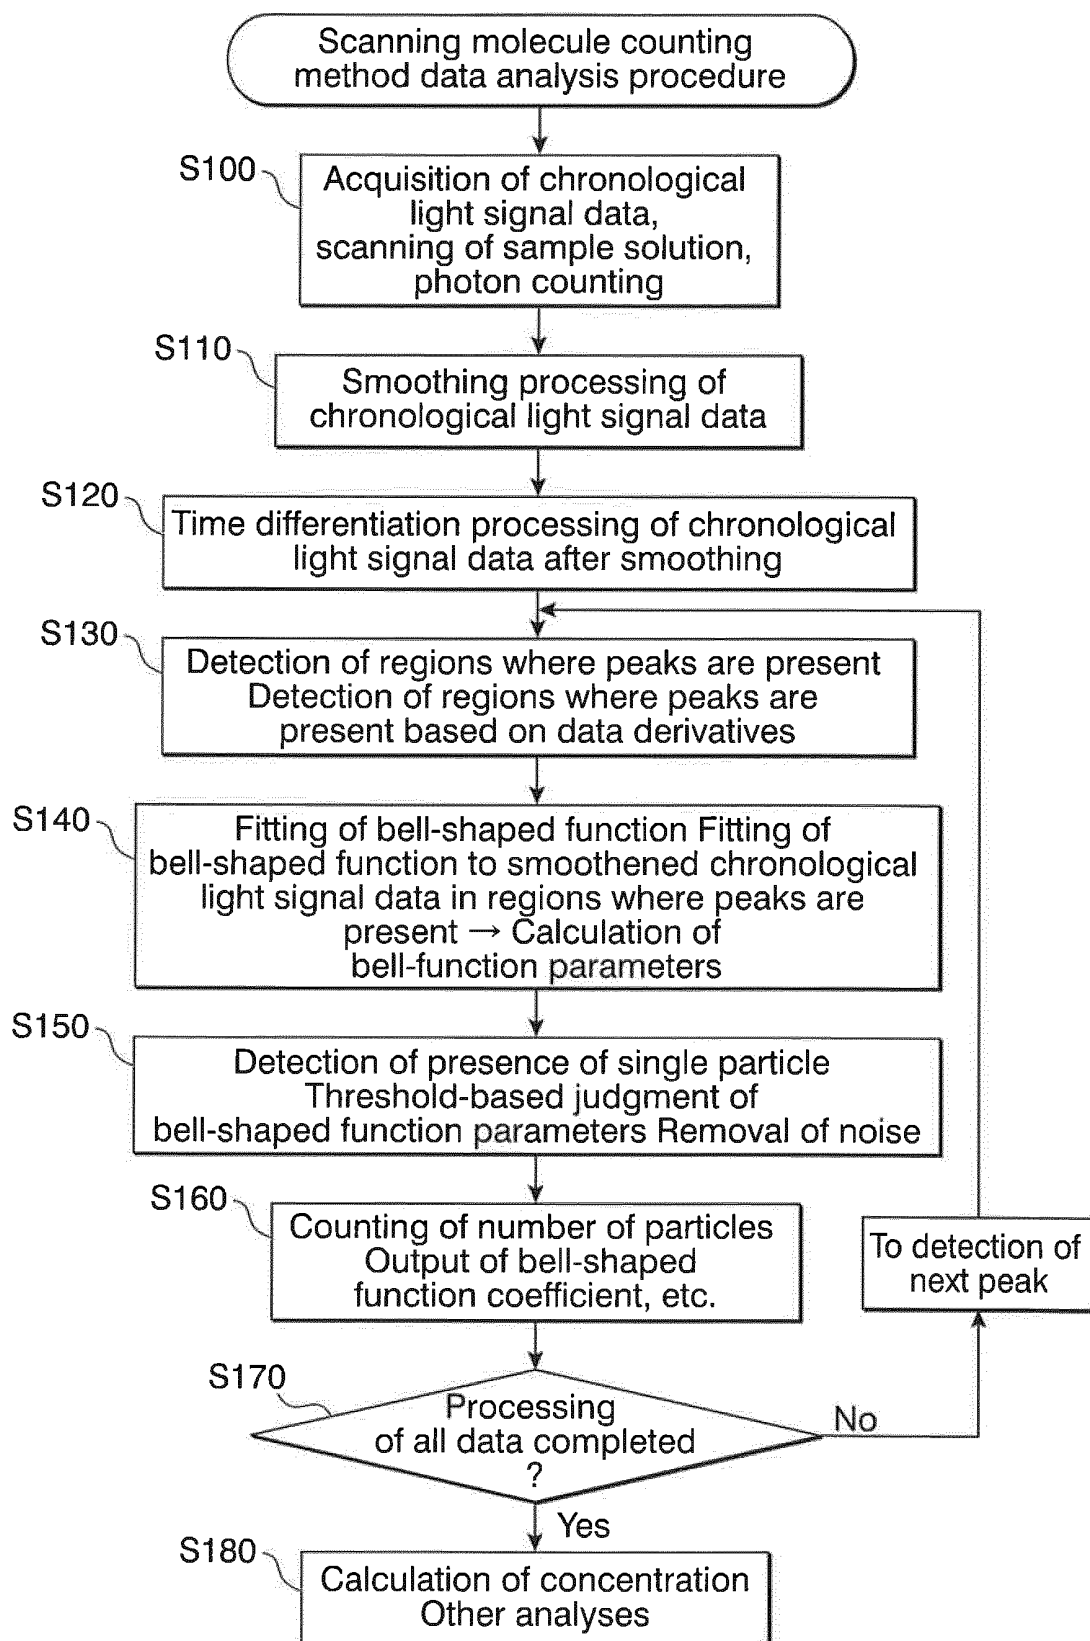 Scanning molecule counting
method data analysis procedure
S100
Acquisition of chronological
light signal data,
scanning of sample solution,
photon counting
S110
Smoothing processing of
chronological light signal data
S120
Time differentiation processing of chronological
light signal data after smoothing
S130
Detection of regions where peaks are present
Detection of regions where peaks are
present based on data derivatives
S140
Fitting of bell-shaped function Fitting of
bell-shaped function to smoothened chronological
light signal data in regions where peaks are
present → Calculation of
bell-function parameters
S150
Detection of presence of single particle
Threshold-based judgment of
bell-shaped function parameters Removal of noise
S160
Counting of number of particles
Output of bell-shaped
function coefficient, etc.
To detection of
next peak
S170
Processing
of all data completed
?
No
Yes
S180
Calculation of concentration
Other analyses